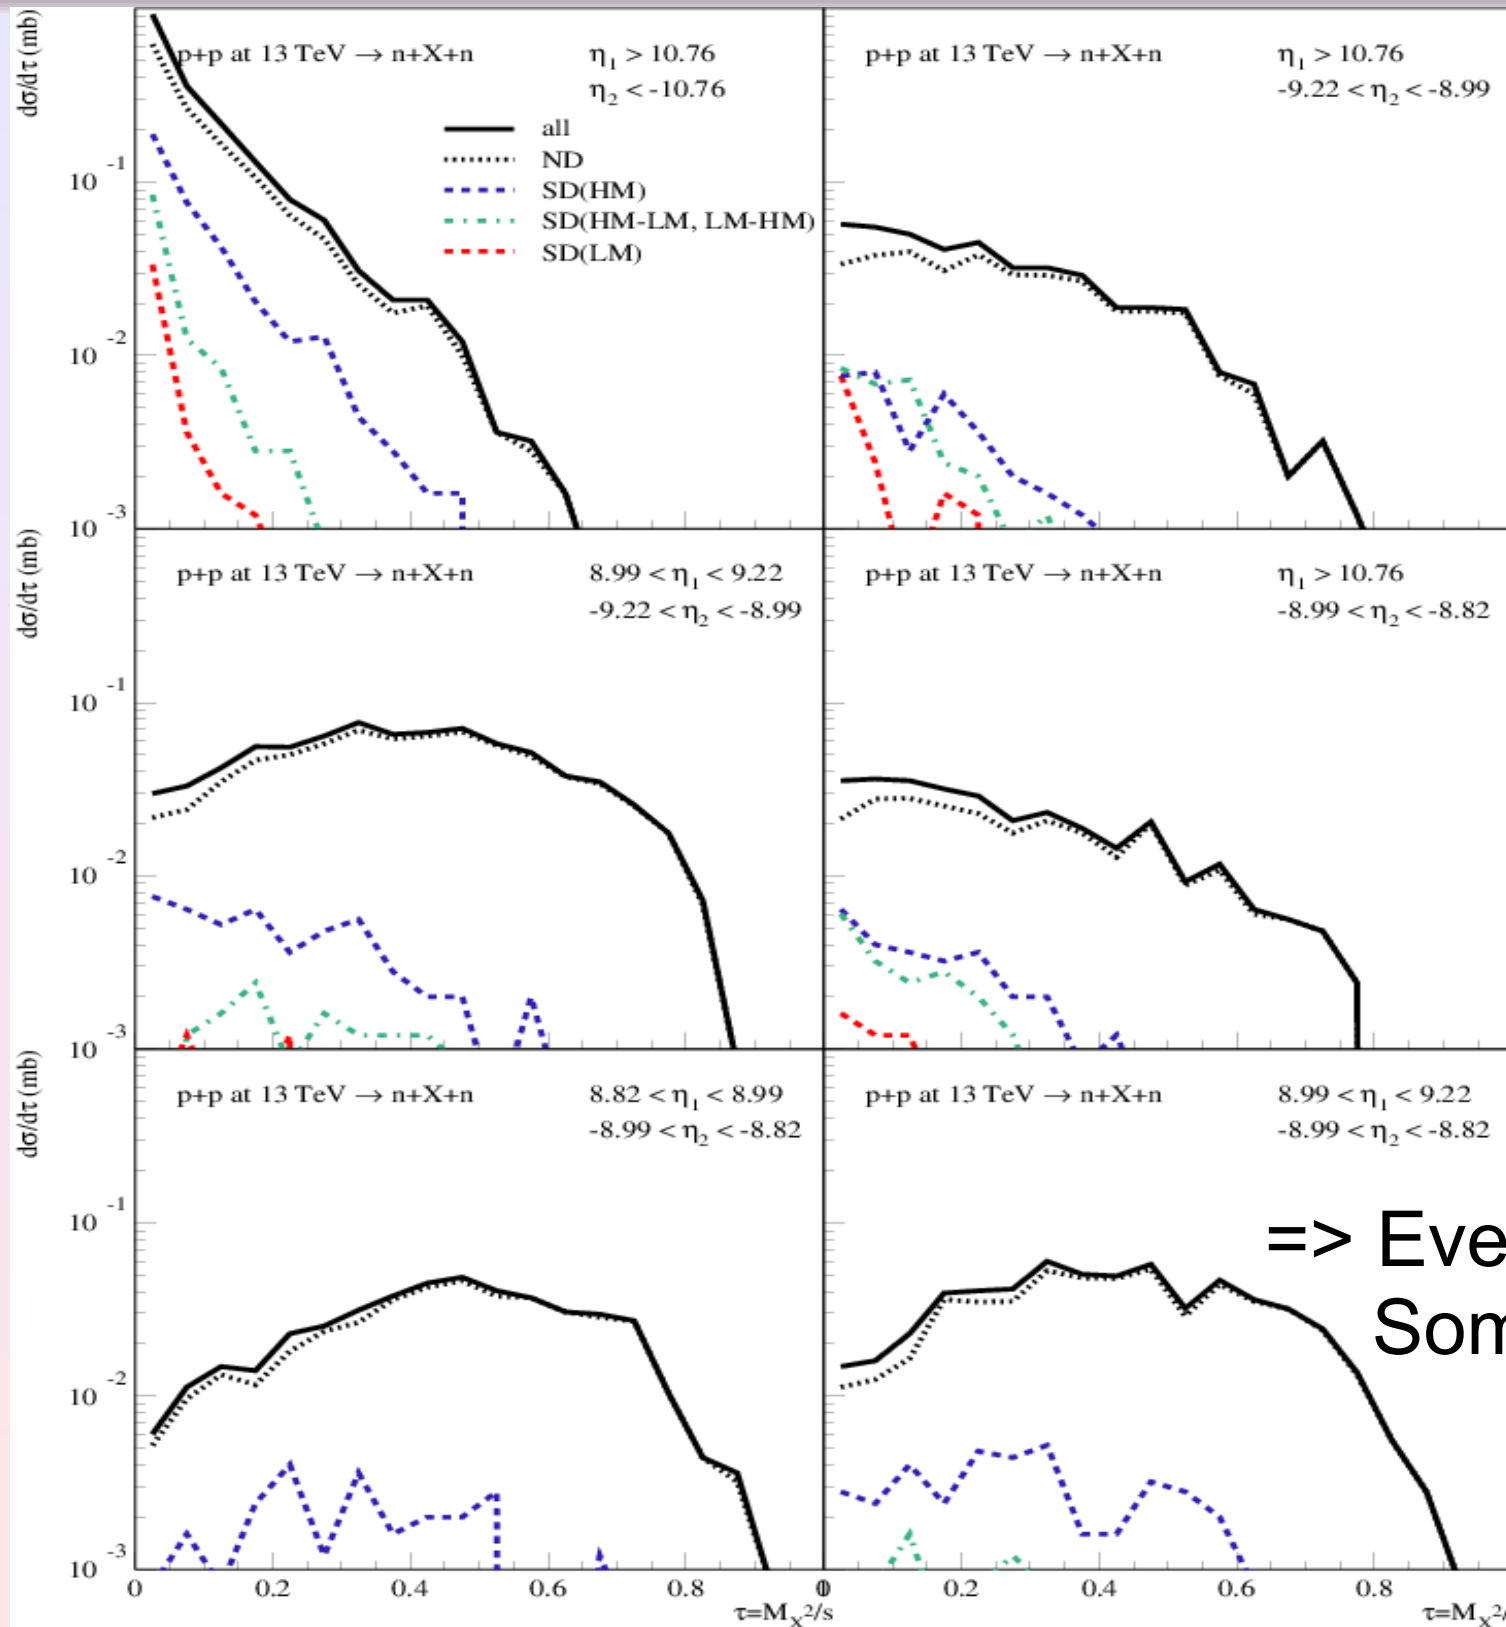 dσ/dτ (mb)
p+p at 13 TeV → n+X+n
η1 > 10.76
η2 < -10.76
all
ND
SD(HM)
SD(HM-LM, LM-HM)
SD(LM)
10 -1
10 -2
10 -3
p+p at 13 TeV → n+X+n
η1 > 10.76
-9.22 < η2 < -8.99
dσ/dτ (mb)
p+p at 13 TeV → n+X+n
8.99 < η1 < 9.22
-9.22 < η2 < -8.99
10 -1
10 -2
10 -3
p+p at 13 TeV → n+X+n
η1 > 10.76
-8.99 < η2 < -8.82
dσ/dτ (mb)
p+p at 13 TeV → n+X+n
8.82 < η1 < 8.99
-8.99 < η2 < -8.82
10 -1
10 -2
10 -3
0 0.2 0.4 0.6 0.8
τ=MX²/s
p+p at 13 TeV → n+X+n
8.99 < η1 < 9.22
-8.99 < η2 < -8.82
=> Eve
Som
0 0.2 0.4 0.6 0.8
τ=MX²/